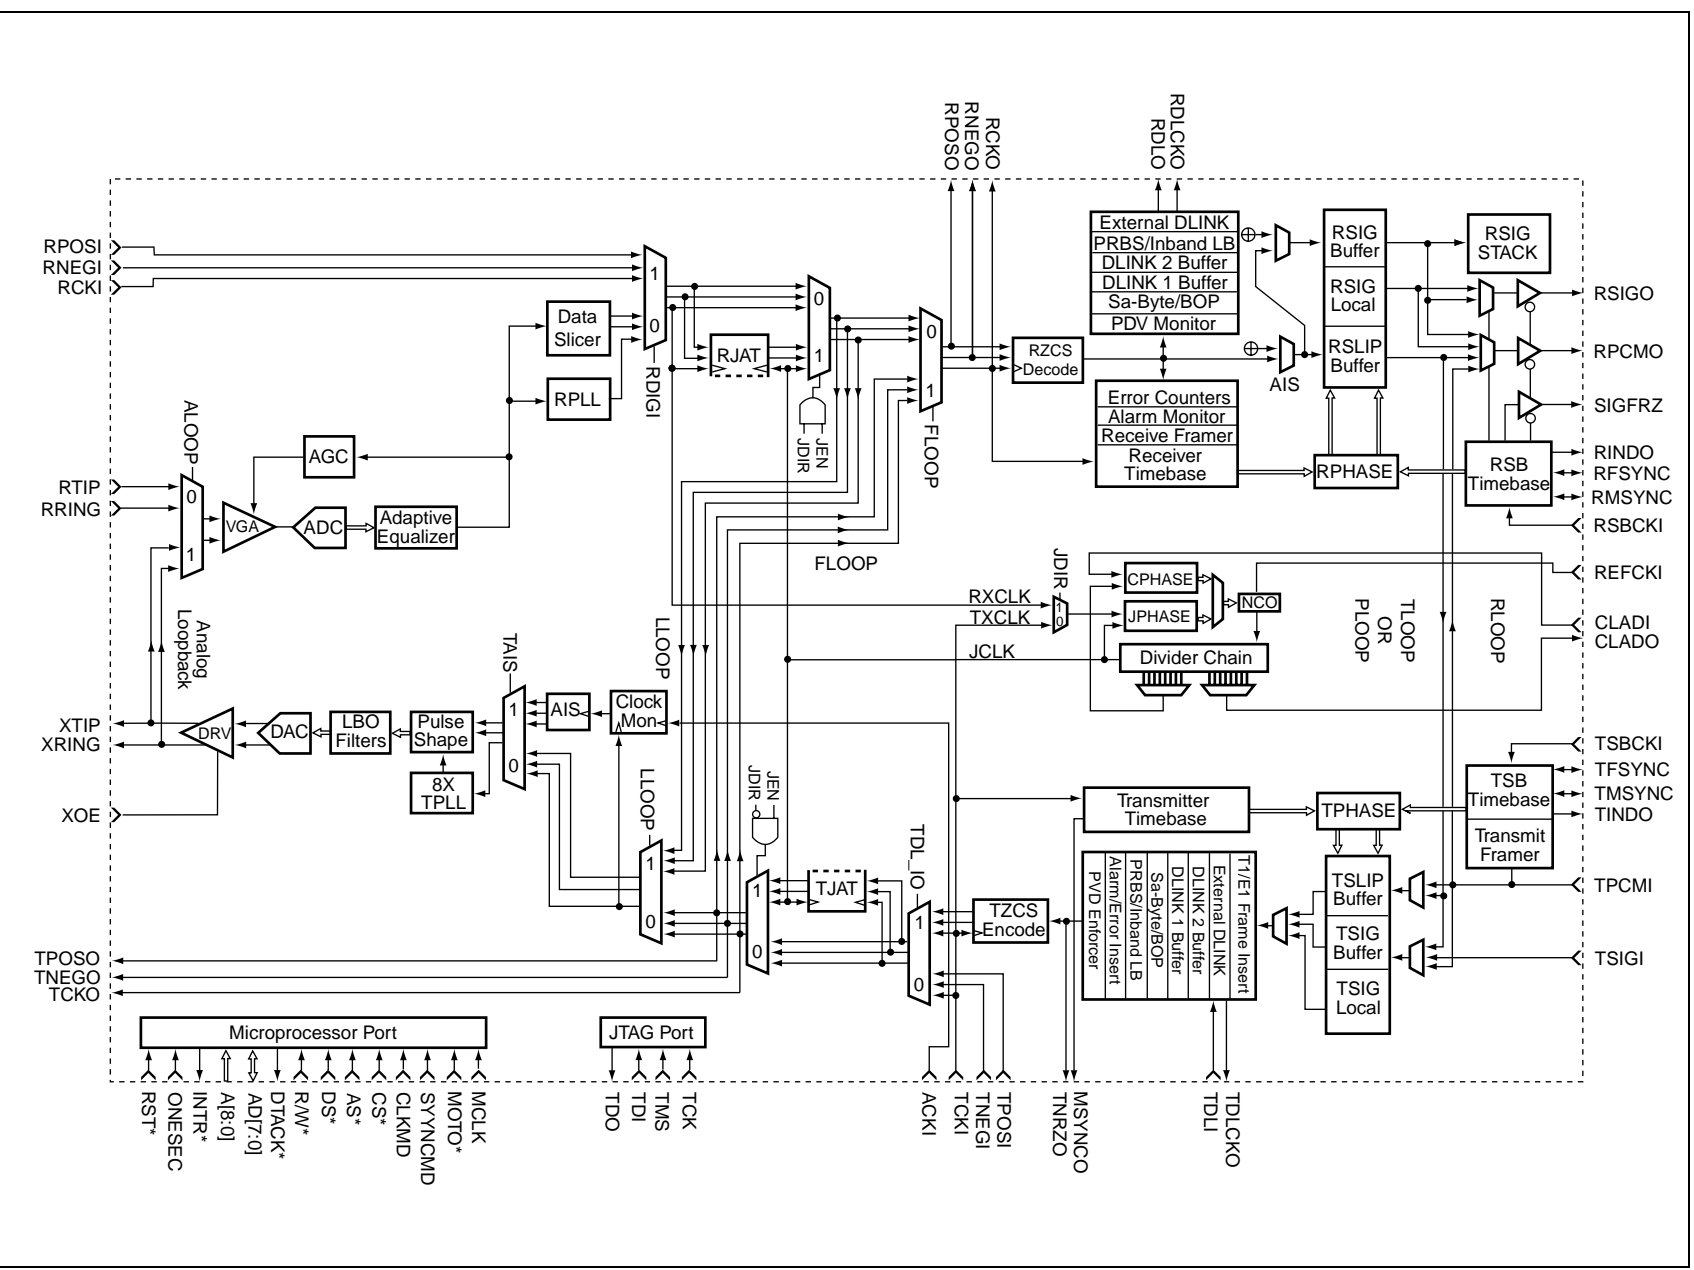 RPOSO
RNEGO
RCKO
RDLO
RDLCKO
RPOSI
RNEGI
RCKI
Data
Slicer
RPLL
1
0
RDIGI
RJAT
0
1
JDIR
JEN
0
1
FLOOP
RZCS
Decode
External DLINK
PRBS/Inband LB
DLINK 2 Buffer
DLINK 1 Buffer
Sa-Byte/BOP
PDV Monitor
Error Counters
Alarm Monitor
Receive Framer
Receiver
Timebase
AIS
RSIG
Buffer
RSIG
Local
RSLIP
Buffer
RSIG
STACK
RPHASE
RSB
Timebase
RSIGO
RPCMO
SIGFRZ
RINDO
RFSYNC
RMSYNC
RSBCKI
REFCKI
CLADI
CLADO
ALOOP
AGC
RTIP
RRING
0
1
VGA
ADC
Adaptive
Equalizer
FLOOP
Analog
Loopback
LLOOP
RXCLK
TXCLK
JCLK
JDIR
1
0
CPHASE
JPHASE
NCO
Divider Chain
PLOOP
OR
TLOOP
RLOOP
XTIP
XRING
XOE
DRV
DAC
LBO
Filters
Pulse
Shape
8X
TPLL
TAIS
1
0
AIS
Clock
Mon
LLOOP
1
0
JDIR
JEN
1
0
TJAT
TDL_IO
1
0
TZCS
Encode
Transmitter
Timebase
PVD Enforcer
Alarm/Error Insert
PRBS/Inband LB
Sa-Byte/BOP
DLINK 1 Buffer
DLINK 2 Buffer
External DLINK
T1/E1 Frame Insert
TPHASE
TSLIP
Buffer
TSIG
Buffer
TSIG
Local
TSB
Timebase
Transmit
Framer
TSBCKI
TFSYNC
TMSYNC
TINDO
TPCMI
TSIGI
TPOSO
TNEGO
TCKO
Microprocessor Port
JTAG Port
RST*
ONESEC
INTR*
A[8:0]
AD[7:0]
DTACK*
R/W*
DS*
AS*
CS*
CLKMD
SYYNCMD
MOTO*
MCLK
TDO
TDI
TMS
TCK
ACKI
TCKI
TNEGI
TPOSI
TNRZO
MSYNCO
TDLI
TDLCKO